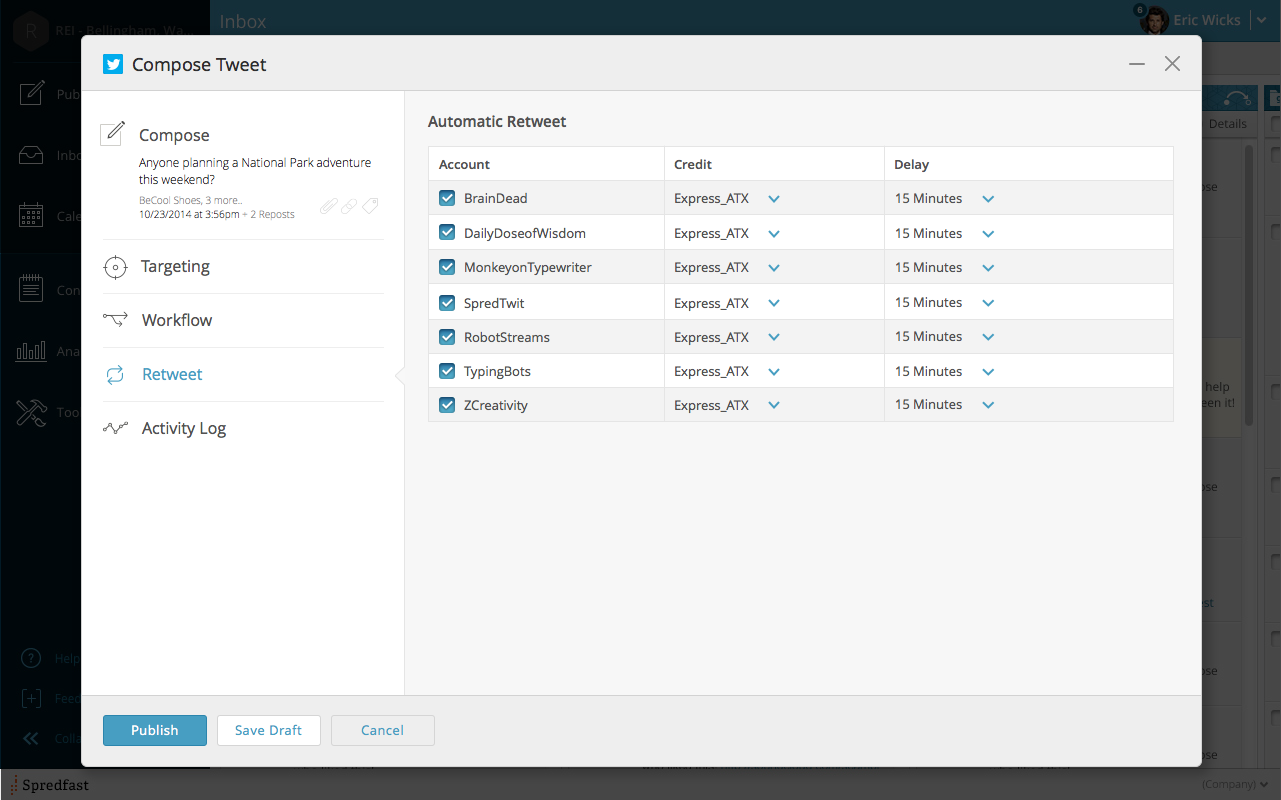 R
REI - Bellingham, Wa...
Inbox
6
Eric Wicks
Compose Tweet
Compose
Anyone planning a National Park adventure
this weekend?
BeCool Shoes, 3 more..
10/23/2014 at 3:56pm + 2 Reposts
Targeting
Workflow
Retweet
Activity Log
Automatic Retweet
Account Credit Delay
BrainDead Express_ATX 15 Minutes
DailyDoseofWisdom Express_ATX 15 Minutes
MonkeyonTypewriter Express_ATX 15 Minutes
SpredTwit Express_ATX 15 Minutes
RobotStreams Express_ATX 15 Minutes
TypingBots Express_ATX 15 Minutes
ZCreativity Express_ATX 15 Minutes
Publish
Save Draft
Cancel
Pub
Inbo
Cale
Con
Ana
Too
Help
Feed
Colla
Details
ose
help
een it!
ose
est
ose
ose
Spredfast
(Company)